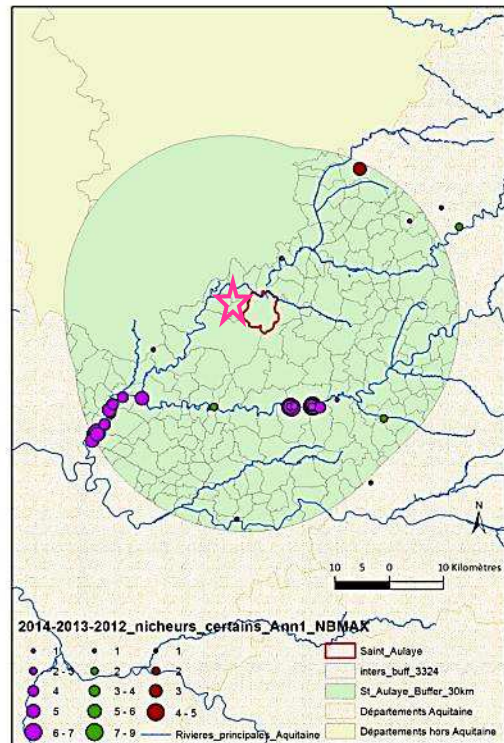 N
10 5 0 10 Kilomètres
2014-2013-2012_nicheurs_certains_Ann1_NBMAX
1 1 1
2 - 3 2 2
4 3 - 4 3
5 5 - 6 4 - 5
6 - 7 7 - 9 Rivieres_principales_Aquitaine
Saint_Aulaye
inters_buff_3324
St_Aulaye_Buffer_30km
Départements Aquitaine
Départements hors Aquitaine